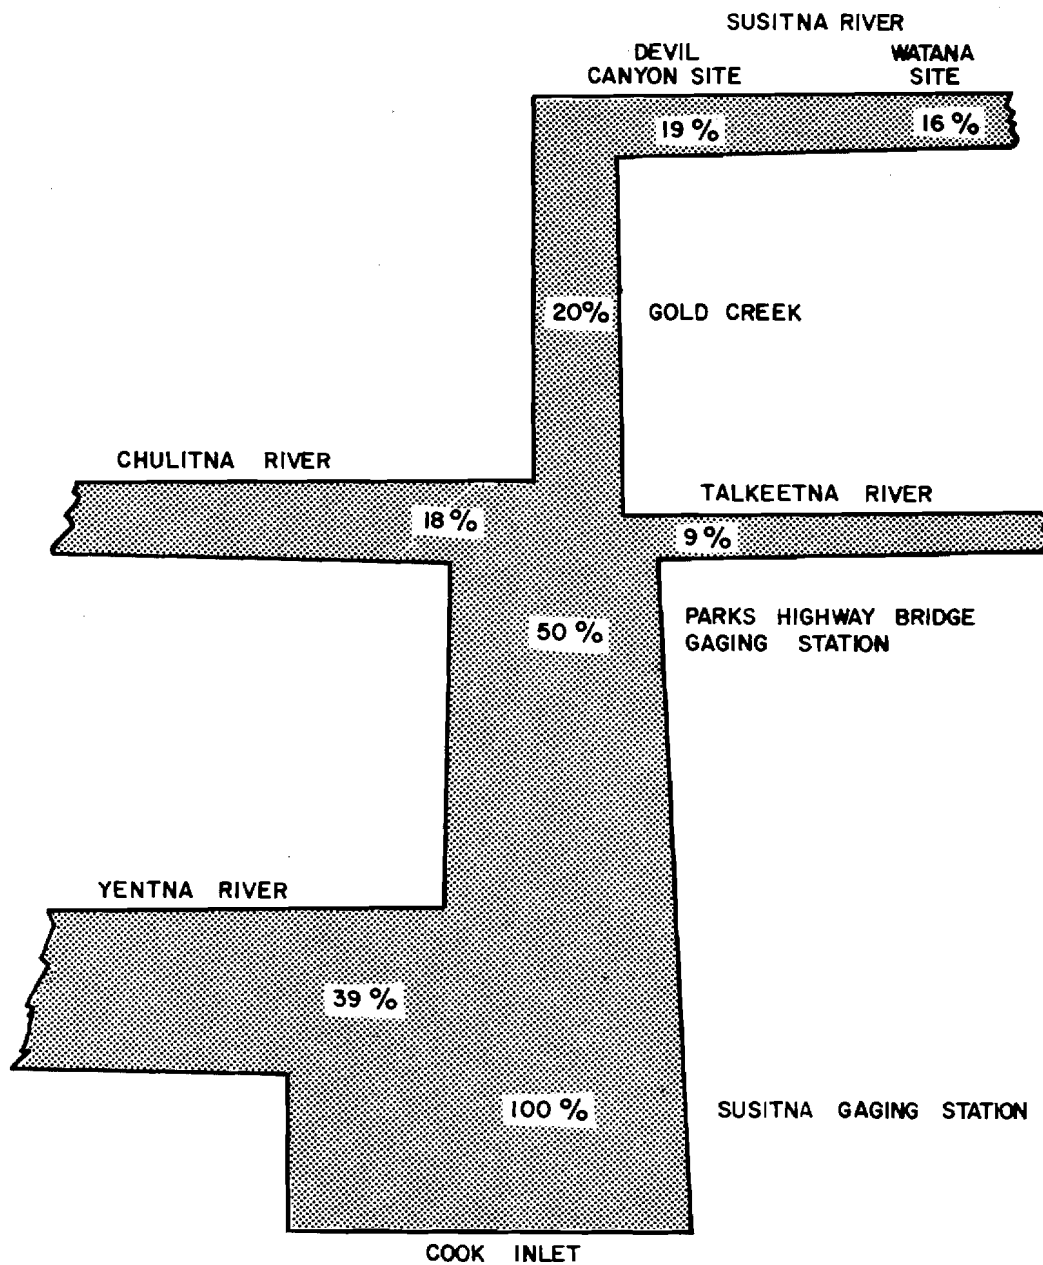 SUSITNA RIVER
DEVIL
CANYON SITE
WATANA
SITE
19 %
16 %
20%
GOLD CREEK
CHULITNA RIVER
18 %
TALKEETNA RIVER
9 %
50 %
PARKS HIGHWAY BRIDGE
GAGING STATION
YENTNA RIVER
39 %
100 %
SUSITNA GAGING STATION
COOK INLET